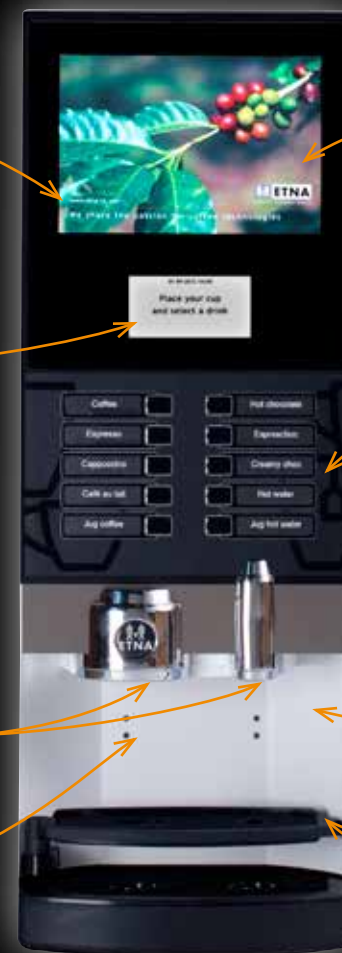 ETNA
We share the passion for coffee technologies
Place your cup
and select a drink
Coffee
Hot chocolate
Espresso
Espreschoc
Cappuccino
Creamy choc
Café au lait
Hot water
Jug coffee
Jug hot water
ETNA